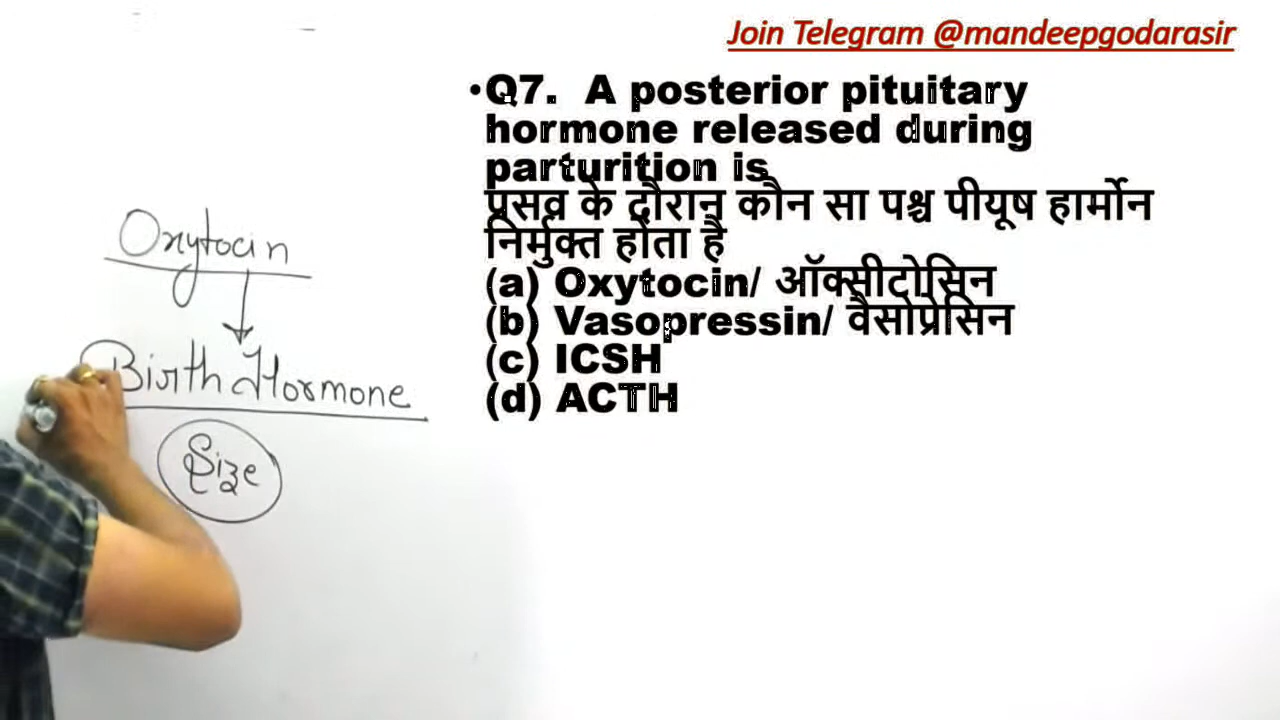 Join Telegram @mandeepgodarasir
•Q7. A posterior pituitary
hormone released during
parturition is
प्रसव के दौरान कौन सा पश्च पीयूष हार्मोन
निर्मुक्त होता है
(a) Oxytocin/ ऑक्सीटोसिन
(b) Vasopressin/ वैसोप्रेसिन
(c) ICSH
(d) ACTH
Oxytocin
Birth Hormone
Size